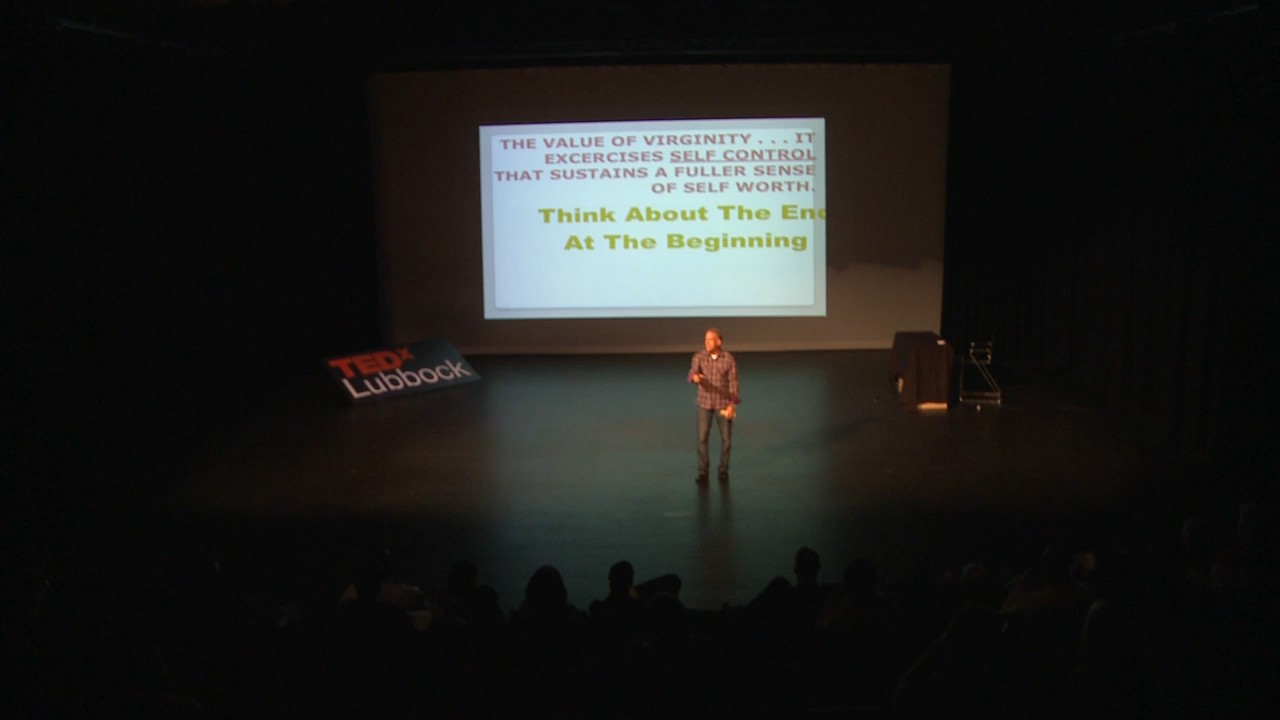 THE VALUE OF VIRGINITY . . . IT
EXCERCISES SELF CONTROL
THAT SUSTAINS A FULLER SENSE
OF SELF WORTH.
Think About The End
At The Beginning
TEDx
Lubbock